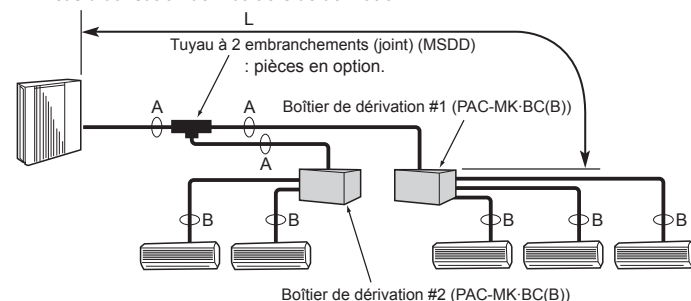 L
Tuyau à 2 embranchements (joint) (MSDD)
: pièces en option.
A
A
Boîtier de dérivation #1 (PAC-MK·BC(B))
A
B
B
B
B
B
Boîtier de dérivation #2 (PAC-MK·BC(B))